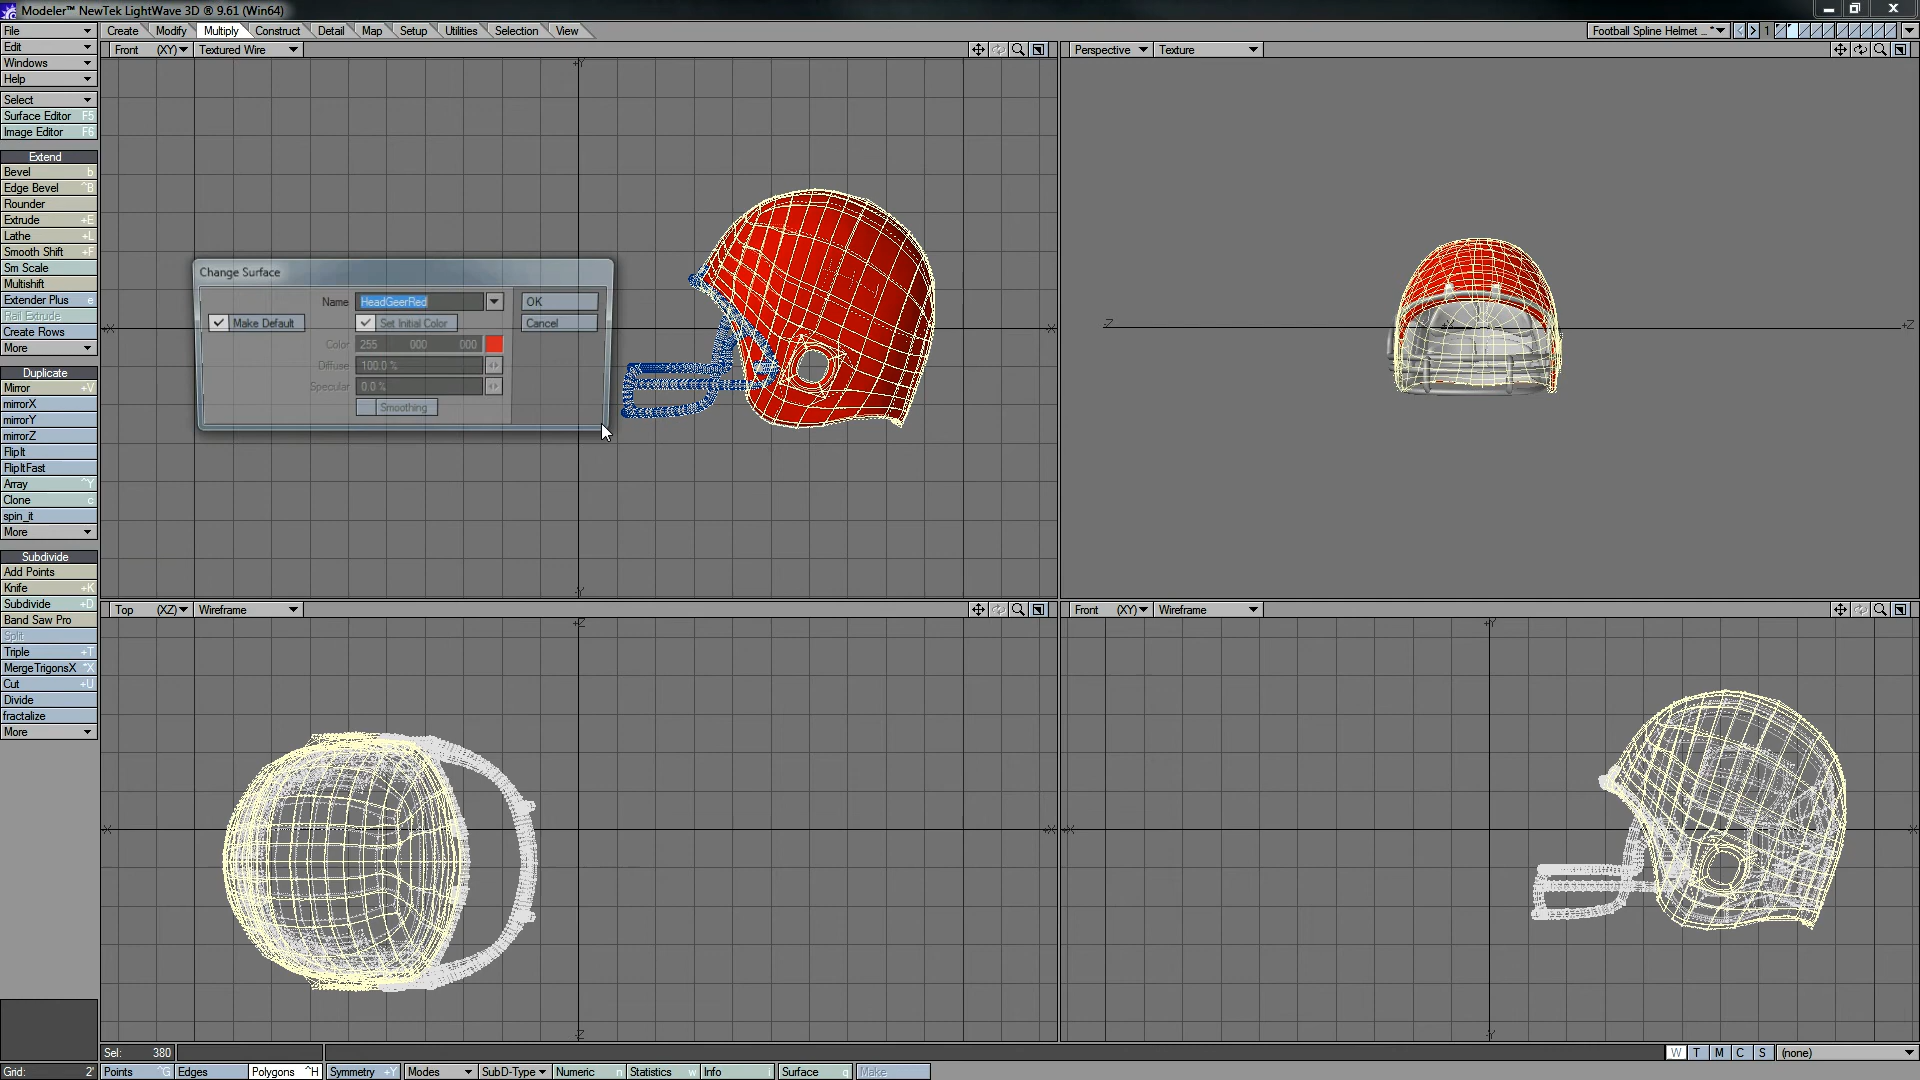 Modeler™ NewTek LightWave 3D ® 9.61 (Win64)
File Create Modify Multiply Construct Detail Map Setup Utilities Selection View Football Spline Helmet ... * 1
Edit Front (XY) Textured Wire Perspective Texture
Windows
Help
Select
Surface Editor F5
Image Editor F6
Extend
Bevel b
Edge Bevel ^B
Rounder
Extrude +E
Lathe +L
Smooth Shift +F
Sm Scale
Multishift
Extender Plus e
Rail Extrude
Create Rows
More
Duplicate
Mirror +V
mirrorX
mirrorY
mirrorZ
FlipIt
FlipItFast
Array ^Y
Clone c
spin_it
More
Subdivide
Add Points
Knife +K
Subdivide +D
Band Saw Pro
Split
Triple +T
MergeTrigonsX ^X
Cut +U
Divide
fractalize
More
Change Surface
Name HeadGeerRed OK
Make Default Set Initial Color Cancel
Color 255 000 000
Diffuse 100.0 %
Specular 0.0 %
Smoothing
Top (XZ) Wireframe Front (XY) Wireframe
Sel: 380 W T M C S (none)
Grid: 2' Points ^G Edges Polygons ^H Symmetry +Y Modes SubD-Type Numeric n Statistics w Info i Surface q Make